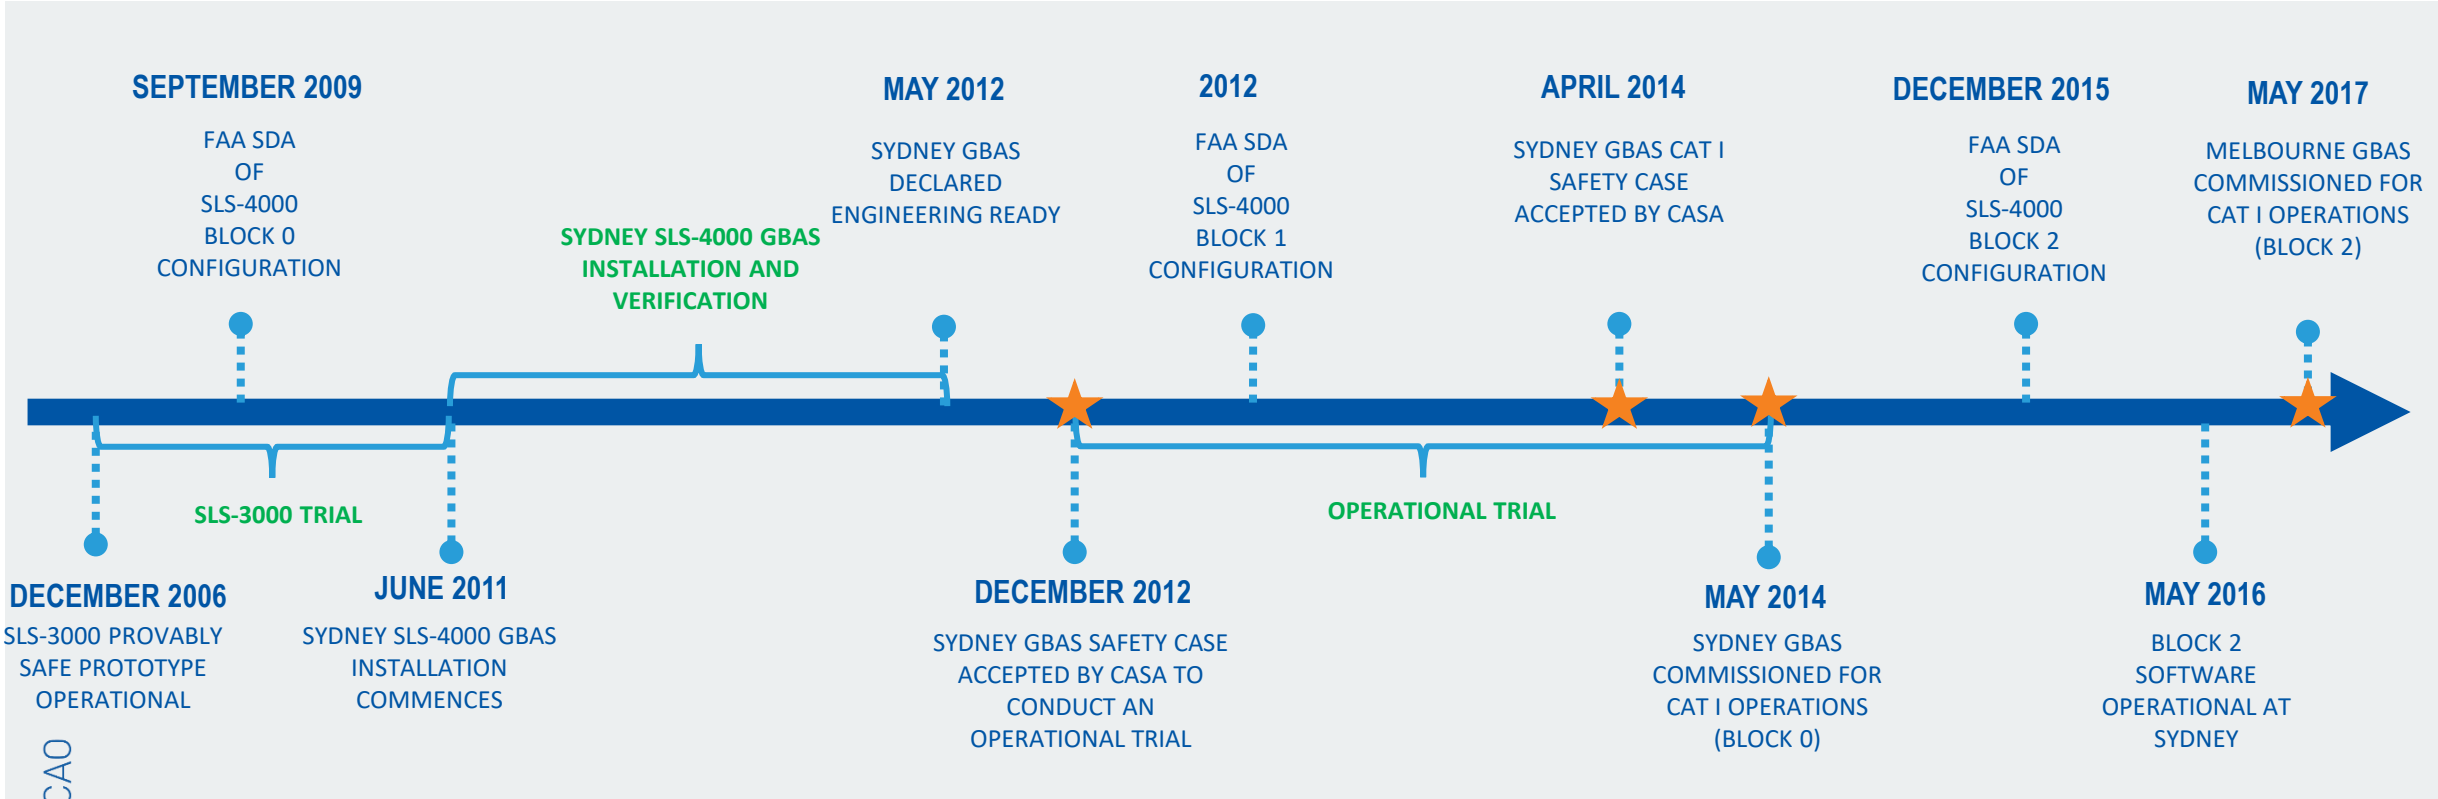 SEPTEMBER 2009
FAA SDA
OF
SLS-4000
BLOCK 0
CONFIGURATION
SYDNEY SLS-4000 GBAS
INSTALLATION AND
VERIFICATION
MAY 2012
SYDNEY GBAS
DECLARED
ENGINEERING READY
2012
FAA SDA
OF
SLS-4000
BLOCK 1
CONFIGURATION
APRIL 2014
SYDNEY GBAS CAT I
SAFETY CASE
ACCEPTED BY CASA
DECEMBER 2015
FAA SDA
OF
SLS-4000
BLOCK 2
CONFIGURATION
MAY 2017
MELBOURNE GBAS
COMMISSIONED FOR
CAT I OPERATIONS
(BLOCK 2)
SLS-3000 TRIAL
OPERATIONAL TRIAL
DECEMBER 2006
SLS-3000 PROVABLY
SAFE PROTOTYPE
OPERATIONAL
JUNE 2011
SYDNEY SLS-4000 GBAS
INSTALLATION
COMMENCES
DECEMBER 2012
SYDNEY GBAS SAFETY CASE
ACCEPTED BY CASA TO
CONDUCT AN
OPERATIONAL TRIAL
MAY 2014
SYDNEY GBAS
COMMISSIONED FOR
CAT I OPERATIONS
(BLOCK 0)
MAY 2016
BLOCK 2
SOFTWARE
OPERATIONAL AT
SYDNEY
CAO